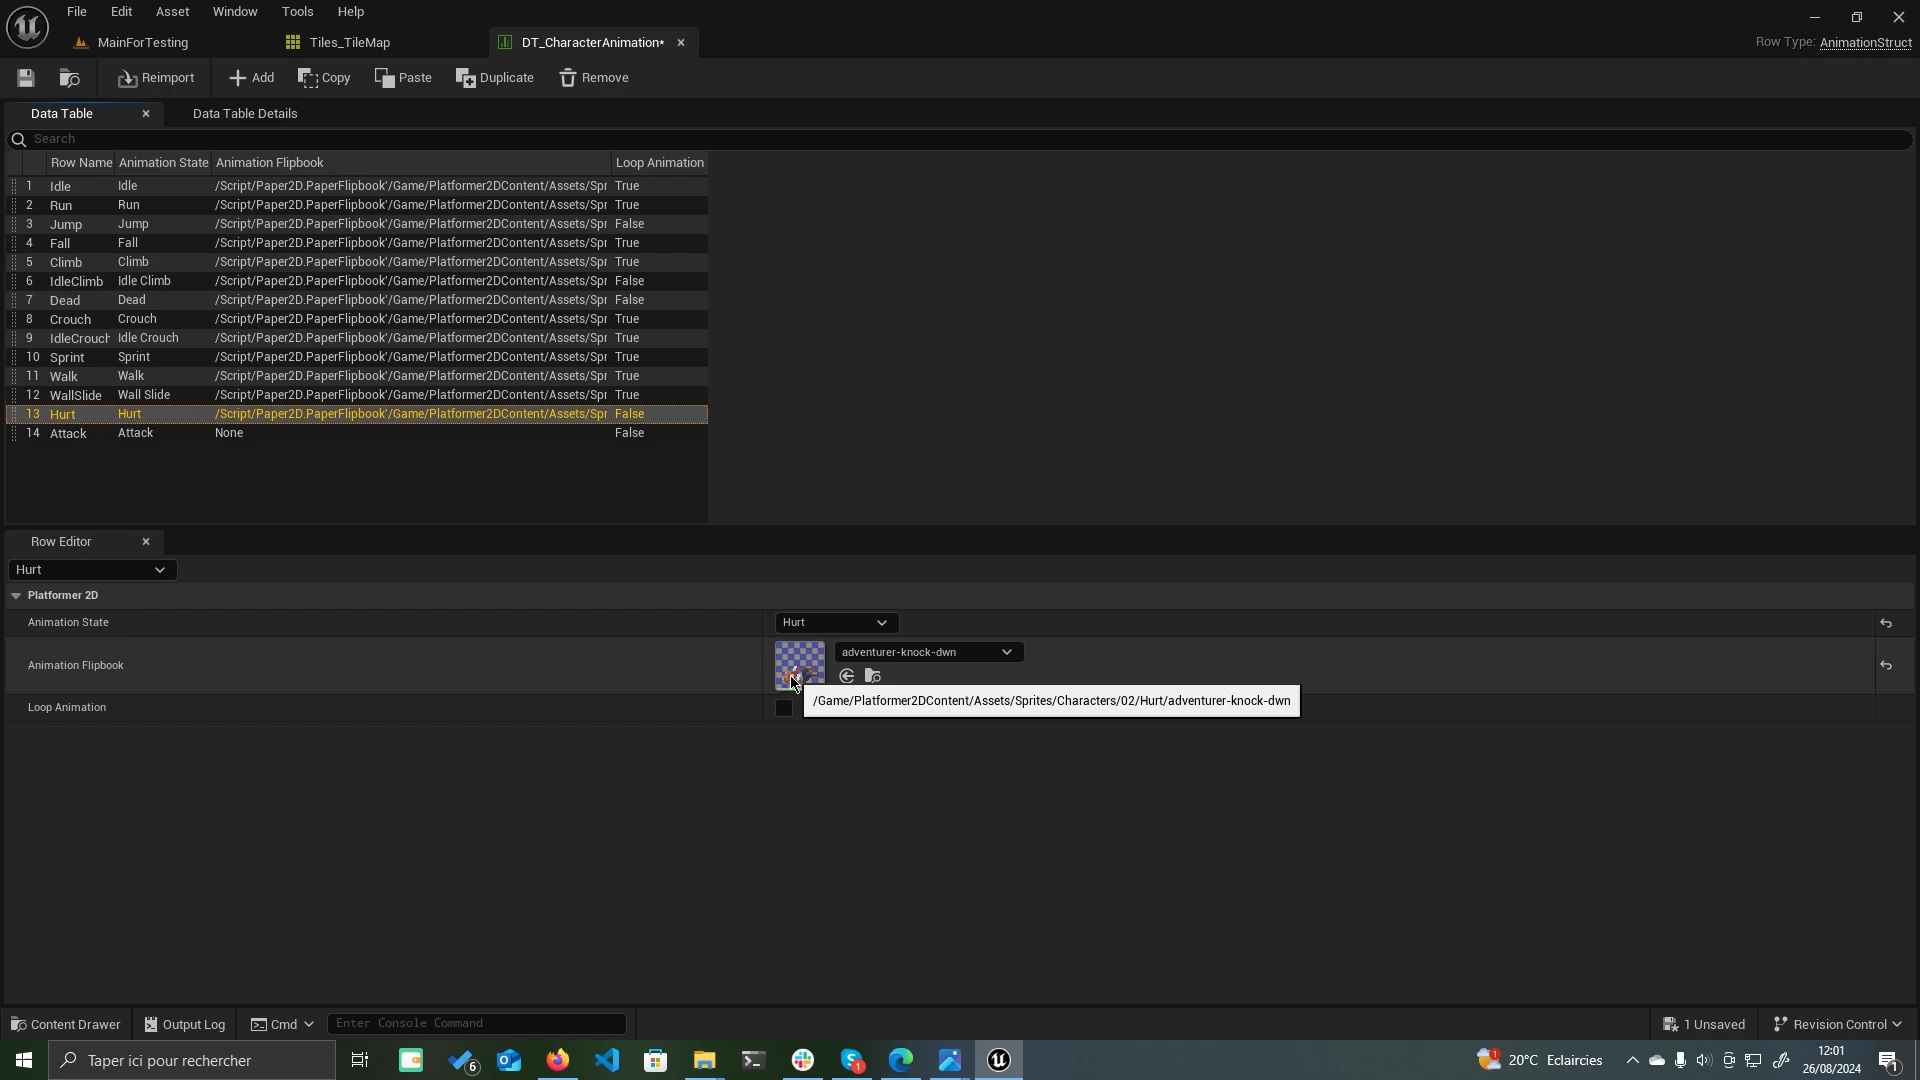 File Edit Asset Window Tools Help
MainForTesting Tiles_TileMap DT_CharacterAnimation*
Row Type: AnimationStruct
Reimport Add Copy Paste Duplicate Remove
Data Table Data Table Details
Search
Row Name Animation State Animation Flipbook Loop Animation
1 Idle Idle /Script/Paper2D.PaperFlipbook'/Game/Platformer2DContent/Assets/Spr True
2 Run Run /Script/Paper2D.PaperFlipbook'/Game/Platformer2DContent/Assets/Spr True
3 Jump Jump /Script/Paper2D.PaperFlipbook'/Game/Platformer2DContent/Assets/Spr False
4 Fall Fall /Script/Paper2D.PaperFlipbook'/Game/Platformer2DContent/Assets/Spr True
5 Climb Climb /Script/Paper2D.PaperFlipbook'/Game/Platformer2DContent/Assets/Spr True
6 IdleClimb Idle Climb /Script/Paper2D.PaperFlipbook'/Game/Platformer2DContent/Assets/Spr False
7 Dead Dead /Script/Paper2D.PaperFlipbook'/Game/Platformer2DContent/Assets/Spr False
8 Crouch Crouch /Script/Paper2D.PaperFlipbook'/Game/Platformer2DContent/Assets/Spr True
9 IdleCrouch Idle Crouch /Script/Paper2D.PaperFlipbook'/Game/Platformer2DContent/Assets/Spr True
10 Sprint Sprint /Script/Paper2D.PaperFlipbook'/Game/Platformer2DContent/Assets/Spr True
11 Walk Walk /Script/Paper2D.PaperFlipbook'/Game/Platformer2DContent/Assets/Spr True
12 WallSlide Wall Slide /Script/Paper2D.PaperFlipbook'/Game/Platformer2DContent/Assets/Spr True
13 Hurt Hurt /Script/Paper2D.PaperFlipbook'/Game/Platformer2DContent/Assets/Spr False
14 Attack Attack None False
Row Editor
Hurt
Platformer 2D
Animation State Hurt
Animation Flipbook adventurer-knock-dwn
/Game/Platformer2DContent/Assets/Sprites/Characters/02/Hurt/adventurer-knock-dwn
Loop Animation
Content Drawer Output Log Cmd Enter Console Command 1 Unsaved Revision Control
Taper ici pour rechercher 6 1 1 20°C Eclaircies 12:01
26/08/2024 1